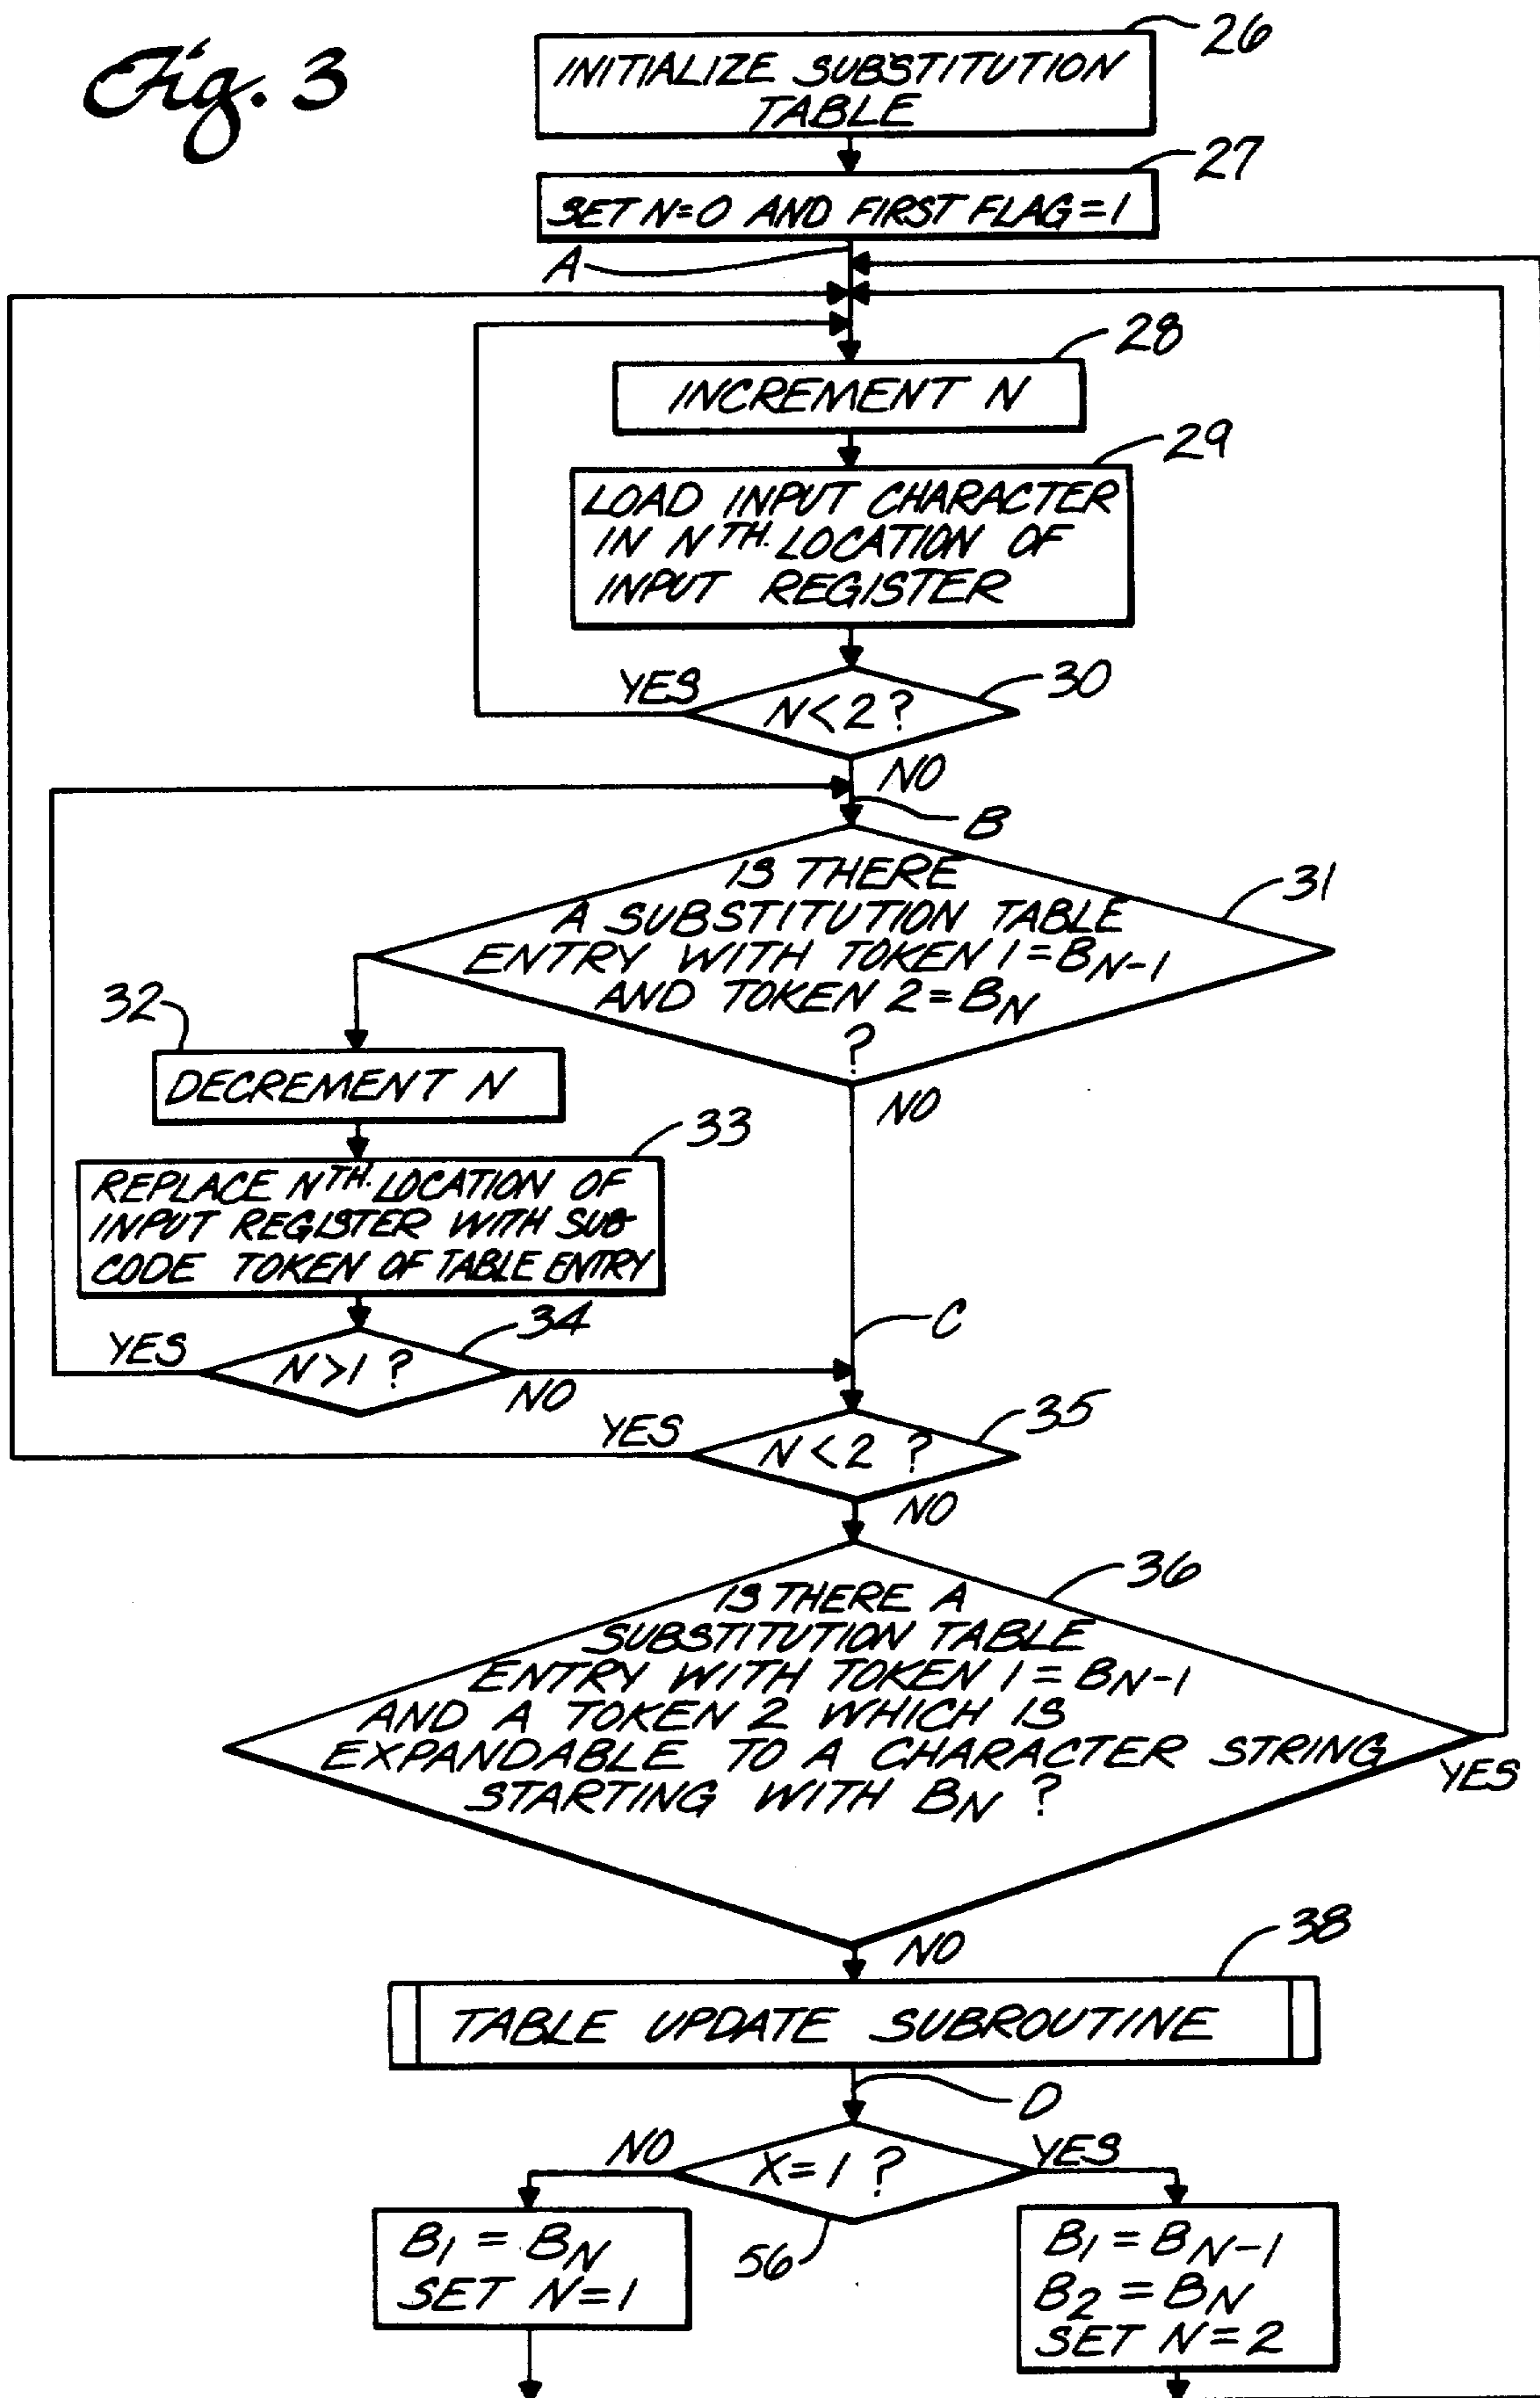 Fig. 3
26
INITIALIZE SUBSTITUTION
TABLE
27
SET N=0 AND FIRST FLAG=1
A
28
INCREMENT N
29
LOAD INPUT CHARACTER
IN NTH. LOCATION OF
INPUT REGISTER
30
YES
N<2?
NO
B
IS THERE
A SUBSTITUTION TABLE
ENTRY WITH TOKEN 1=BN-1
AND TOKEN 2=BN
?
31
NO
32
DECREMENT N
33
REPLACE NTH. LOCATION OF
INPUT REGISTER WITH SUB
CODE TOKEN OF TABLE ENTRY
34
YES
N>1?
NO
C
35
YES
N<2 ?
NO
36
IS THERE A
SUBSTITUTION TABLE
ENTRY WITH TOKEN 1=BN-1
AND A TOKEN 2 WHICH IS
EXPANDABLE TO A CHARACTER STRING
STARTING WITH BN ?
YES
NO
38
TABLE UPDATE SUBROUTINE
D
NO
X=1 ?
YES
56
B1 = BN
SET N=1
B1 = BN-1
B2 = BN
SET N=2